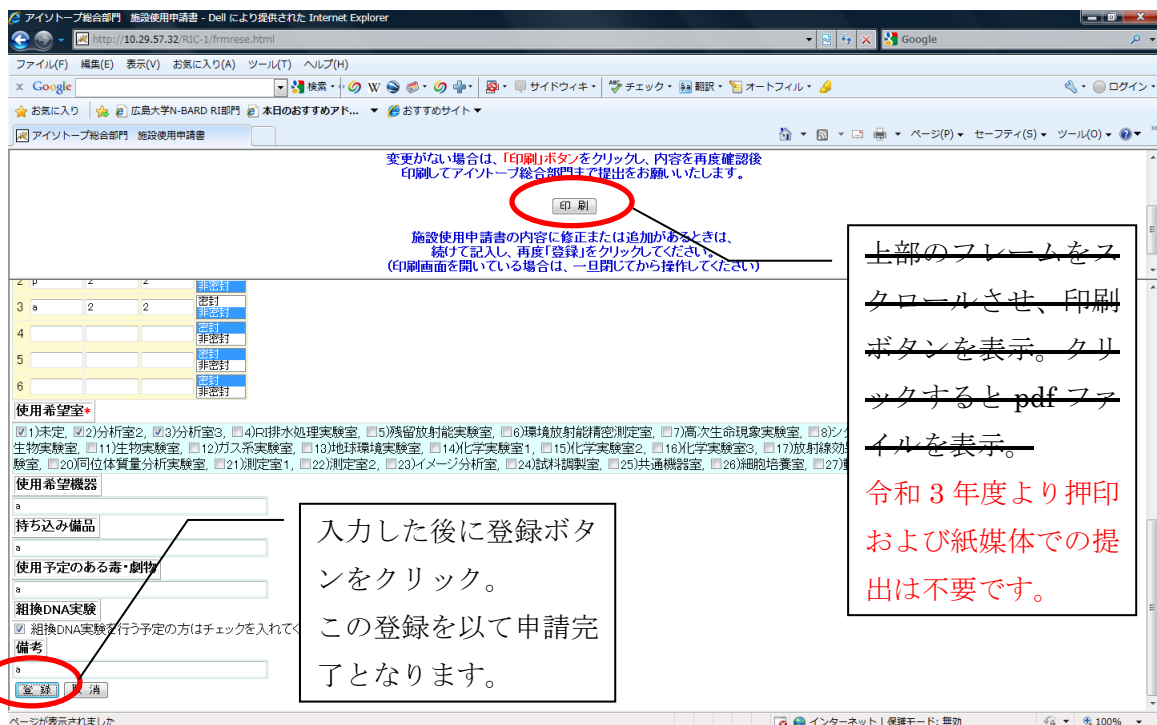 アイソトープ総合部門 施設使用申請書 - Dell により提供された Internet Explorer
http://10.29.57.32/RIC-1/frmrese.html
Google
ファイル(F) 編集(E) 表示(V) お気に入り(A) ツール(T) ヘルプ(H)
x Google 検索 サイドウィキ チェック 翻訳 オートフィル ログイン
お気に入り 広島大学N-BARD RI部門 本日のおすすめアド... おすすめサイト
アイソトープ総合部門 施設使用申請書
ページ(P) セーフティ(S) ツール(O)
変更がない場合は、「印刷」ボタンをクリックし、内容を再度確認後
印刷してアイソトープ総合部門まで提出をお願いいたします。
印 刷
施設使用申請書の内容に修正または追加があるときは、
続けて記入し、再度「登録」をクリックしてください。
(印刷画面を開いている場合は、一旦閉じてから操作してください)
上部のフレームをス
クロールさせ、印刷
ボタンを表示。クリ
ックすると pdf ファ
イルを表示。
令和 3 年度より押印
および紙媒体での提
出は不要です。
2 p 2 2 非密封
3 a 2 2 密封
非密封
4 密封
非密封
5 密封
非密封
6 密封
非密封
使用希望室*
1)未定, 2)分析室2, 3)分析室3, 4)RI排水処理実験室, 5)残留放射能実験室, 6)環境放射能精密測定室, 7)高次生命現象実験室, 8)シ
生物実験室, 11)生物実験室, 12)ガス系実験室, 13)地球環境実験室, 14)化学実験室1, 15)化学実験室2, 16)化学実験室3, 17)放射線効
験室, 20)同位体質量分析実験室, 21)測定室1, 22)測定室2, 23)イメージ分析室, 24)試料調製室, 25)共通機器室, 26)細胞培養室, 27)
使用希望機器
a
持ち込み備品
a
使用予定のある毒・劇物
a
組換DNA実験
組換DNA実験を行う予定の方はチェックを入れてく
備考
a
登 録 取 消
入力した後に登録ボタ
ンをクリック。
この登録を以て申請完
了となります。
ページが表示されました
インターネット | 保護モード: 無効
100%